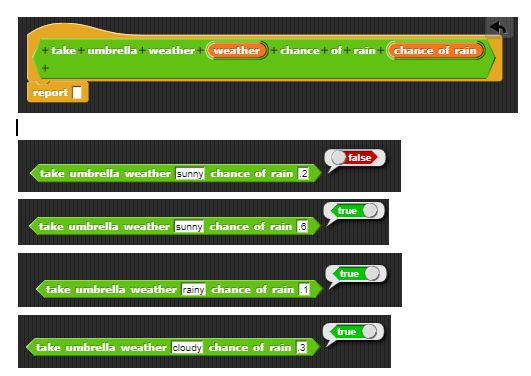 + take + umbrella + weather + weather + chance + of + rain + chance of rain
+
report
false
take umbrella weather sunny chance of rain .2
true
take umbrella weather sunny chance of rain .6
true
take umbrella weather rainy chance of rain .1
true
take umbrella weather cloudy chance of rain .3